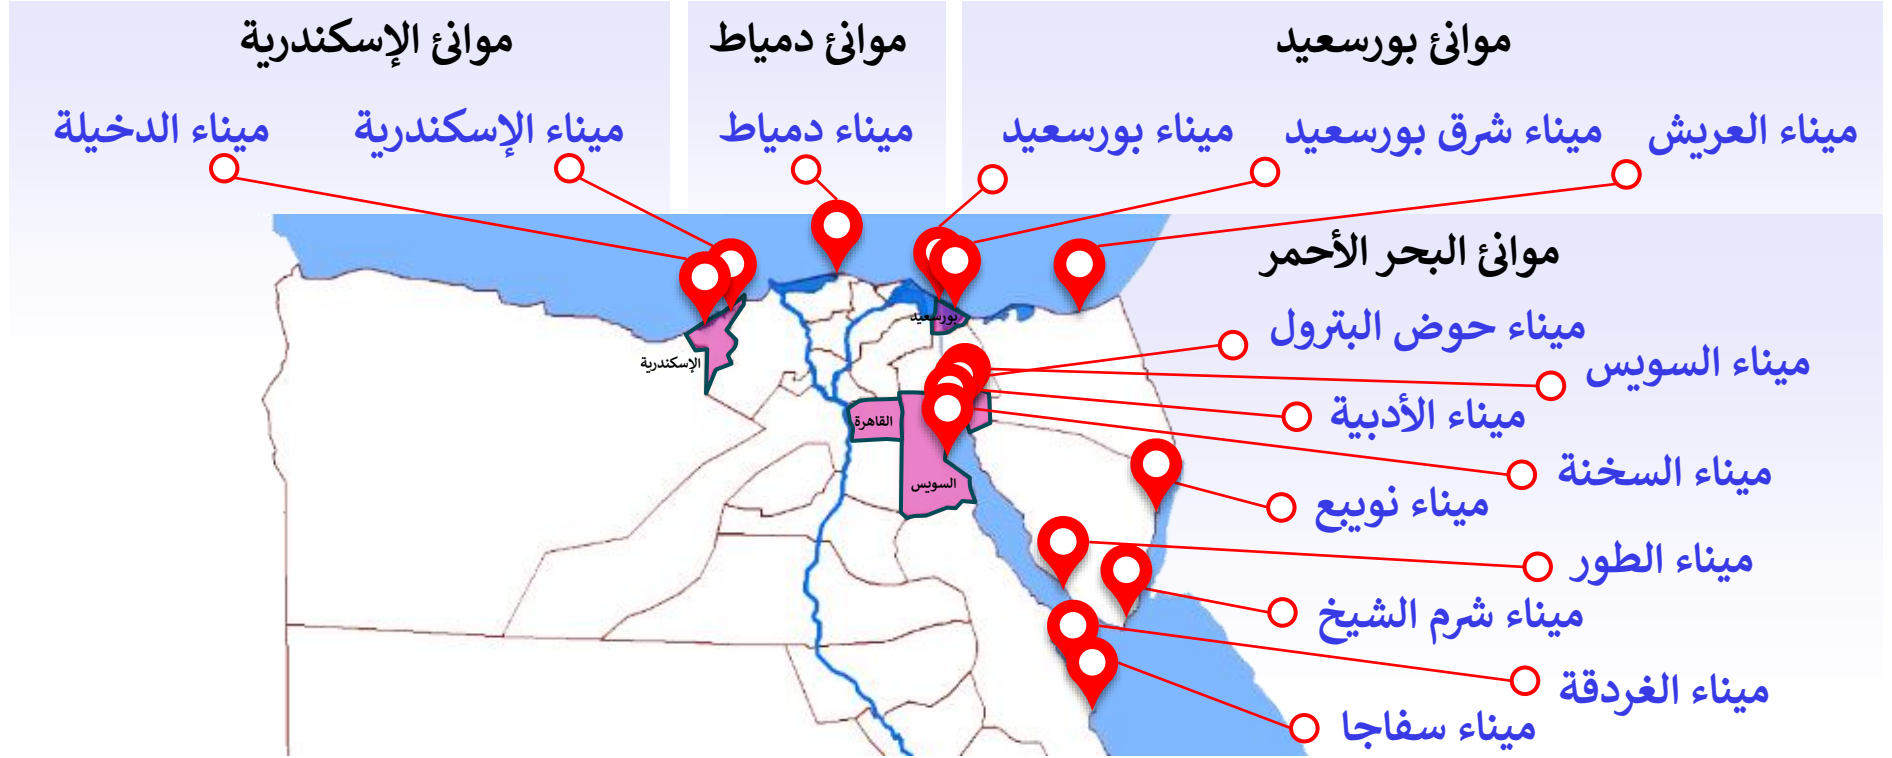 موانئ بورسعيد
موانئ دمياط
موانئ الإسكندرية
ميناء العريش
ميناء شرق بورسعيد
ميناء بورسعيد
ميناء دمياط
ميناء الإسكندرية
ميناء الدخيلة
موانئ البحر الأحمر
ميناء حوض البترول
ميناء السويس
ميناء الأدبية
ميناء السخنة
ميناء نويبع
ميناء الطور
ميناء شرم الشيخ
ميناء الغردقة
ميناء سفاجا
بورسعيد
الإسكندرية
القاهرة
السويس